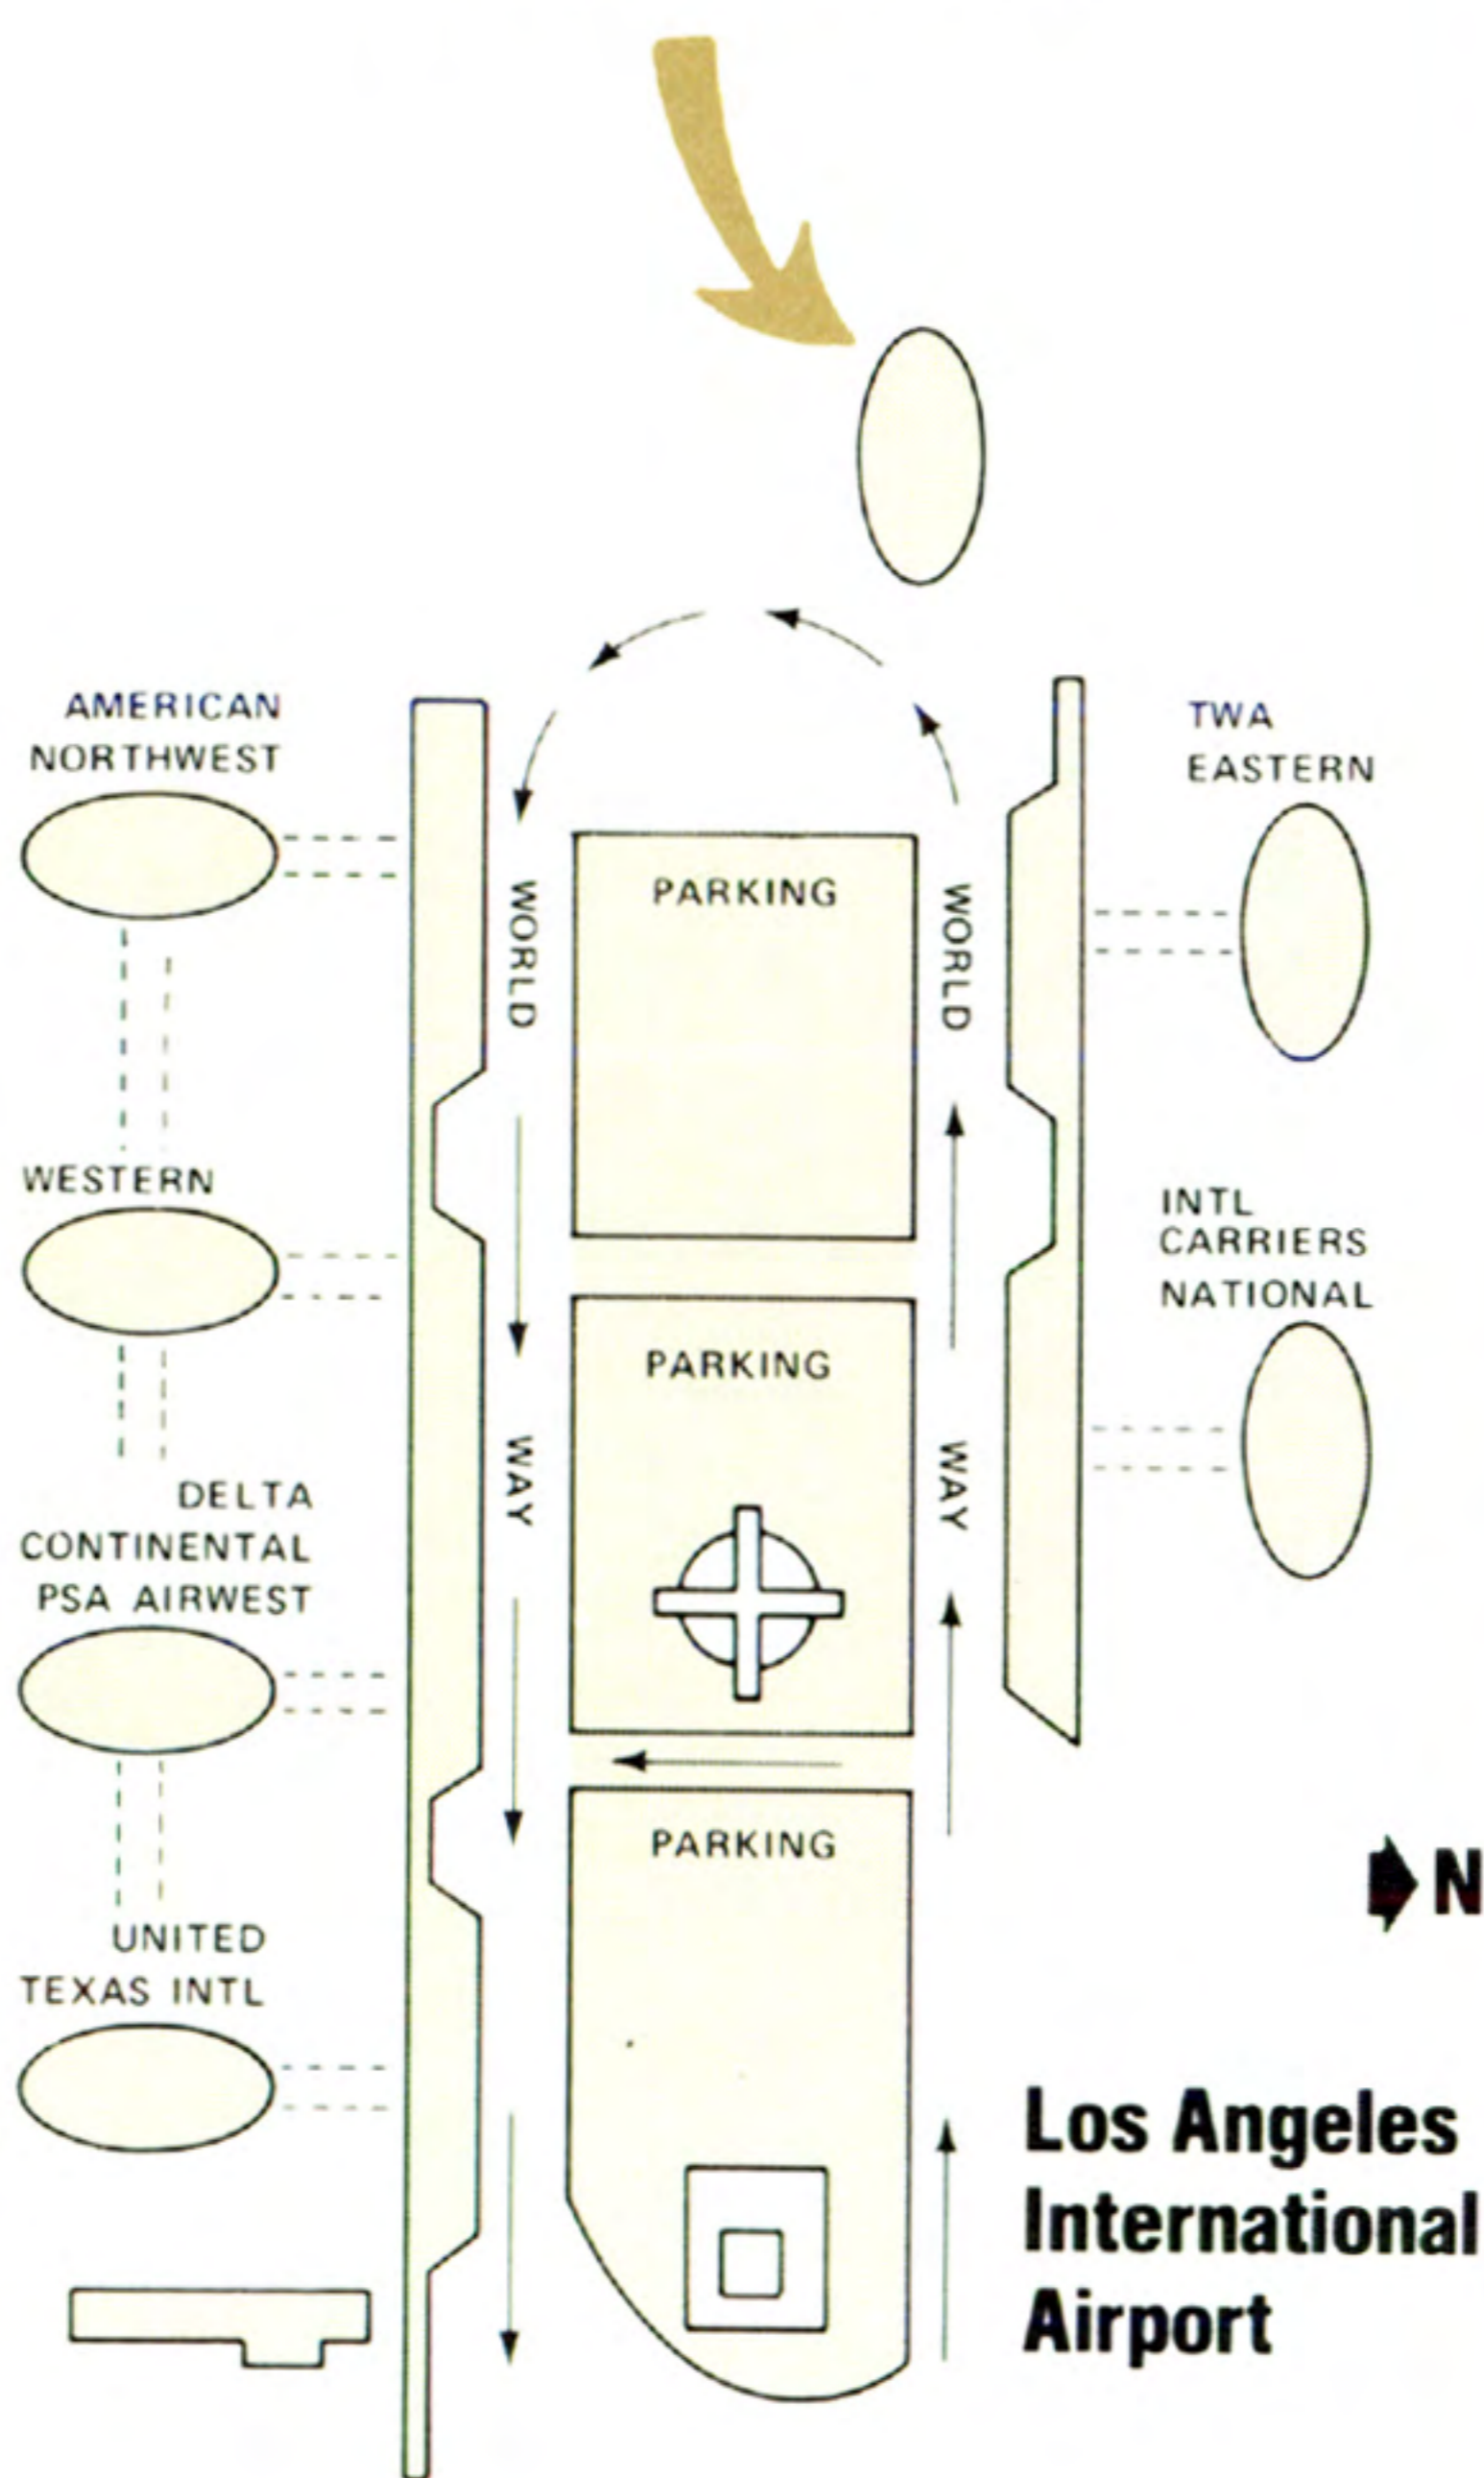 AMERICAN
NORTHWEST
TWA
EASTERN
WORLD
PARKING
WORLD
WESTERN
INTL
CARRIERS
NATIONAL
PARKING
WAY
WAY
DELTA
CONTINENTAL
PSA AIRWEST
PARKING
N
UNITED
TEXAS INTL
Los Angeles
International
Airport